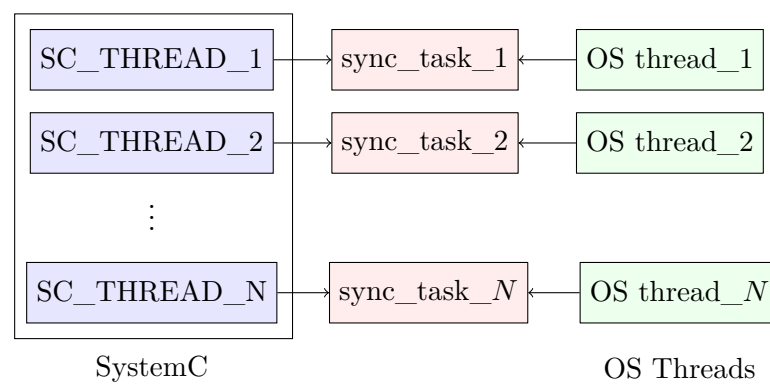 SC_THREAD_1 sync_task_1 OS thread_1
SC_THREAD_2 sync_task_2 OS thread_2
⋮
SC_THREAD_N sync_task_N OS thread_N
SystemC OS Threads